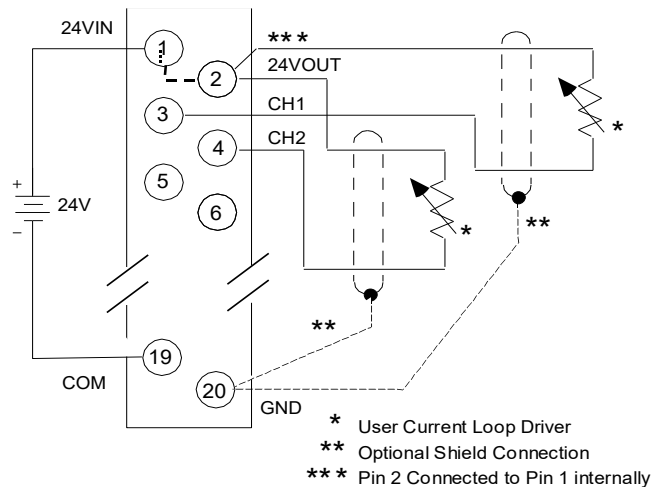 24VIN
1
***
2
24VOUT
3
CH1
*
4
CH2
5
+
24V
6
-
*
**
**
19
COM
20
GND
* User Current Loop Driver
** Optional Shield Connection
*** Pin 2 Connected to Pin 1 internally